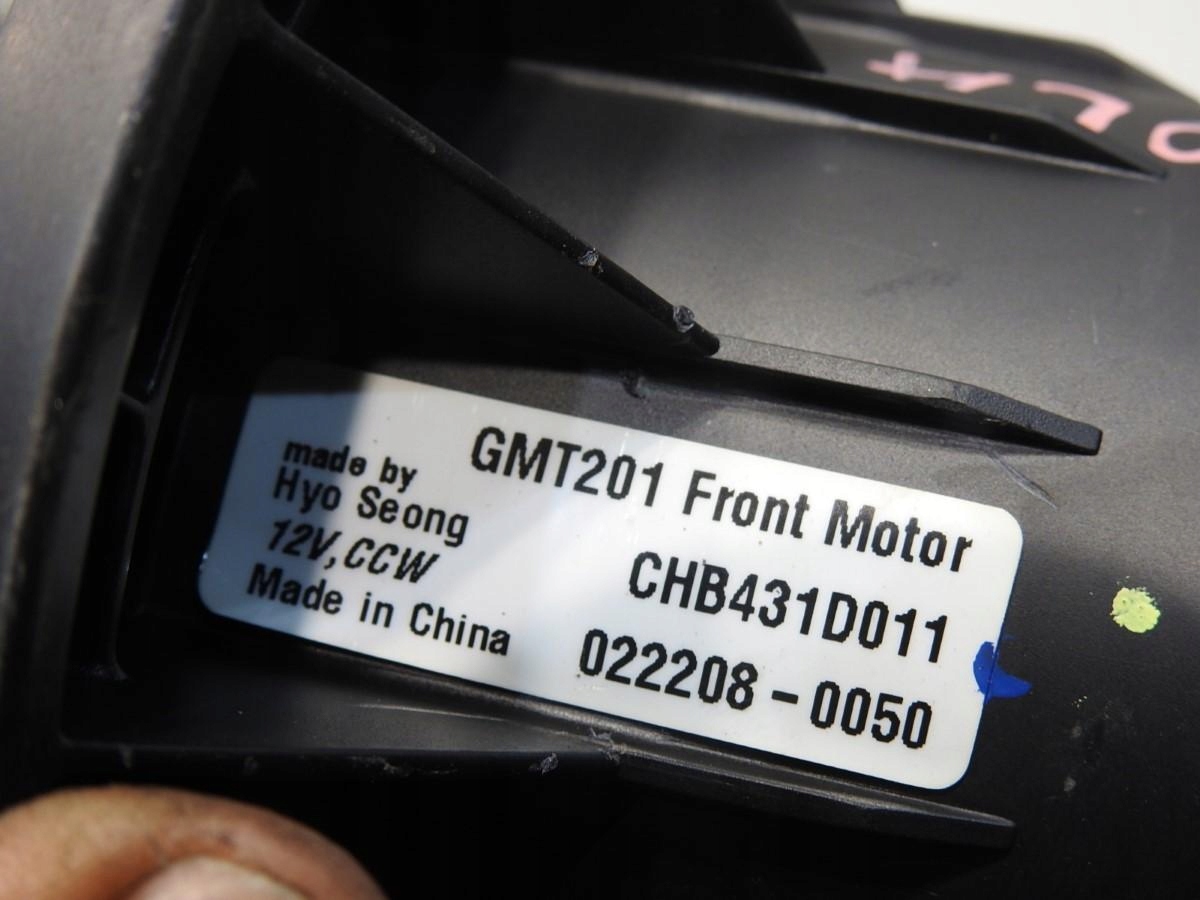 GMT201 Front Motor
made by
Hyo Seong
12V,CCW
Made in China
CHB431D011
022208-0050